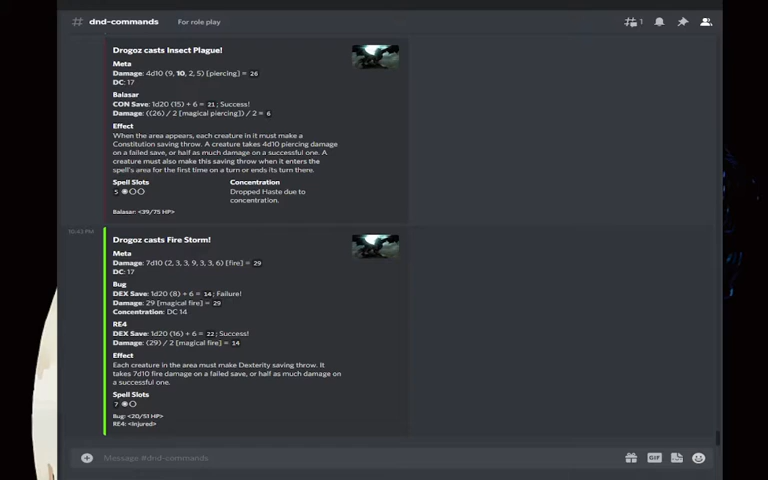 dnd-commands For role play 1
Drogoz casts Insect Plague!
Meta
Damage: 4d10 (9, 10, 2, 5) [piercing] = 26
DC: 17
Balasar
CON Save: 1d20 (15) + 6 = 21; Success!
Damage: ((26) / 2 [magical piercing]) / 2 = 6
Effect
When the area appears, each creature in it must make a
Constitution saving throw. A creature takes 4d10 piercing damage
on a failed save, or half as much damage on a successful one. A
creature must also make this saving throw when it enters the
spell's area for the first time on a turn or ends its turn there.
Spell Slots Concentration
5 Dropped Haste due to
concentration.
Balasar: <39/75 HP>
10:43 PM
Drogoz casts Fire Storm!
Meta
Damage: 7d10 (2, 3, 3, 9, 3, 3, 6) [fire] = 29
DC: 17
Bug
DEX Save: 1d20 (8) + 6 = 14; Failure!
Damage: 29 [magical fire] = 29
Concentration: DC 14
RE4
DEX Save: 1d20 (16) + 6 = 22; Success!
Damage: (29) / 2 [magical fire] = 14
Effect
Each creature in the area must make Dexterity saving throw. It
takes 7d10 fire damage on a failed save, or half as much damage on
a successful one.
Spell Slots
7
Bug: <20/51 HP>
RE4: <Injured>
Message #dnd-commands GIF